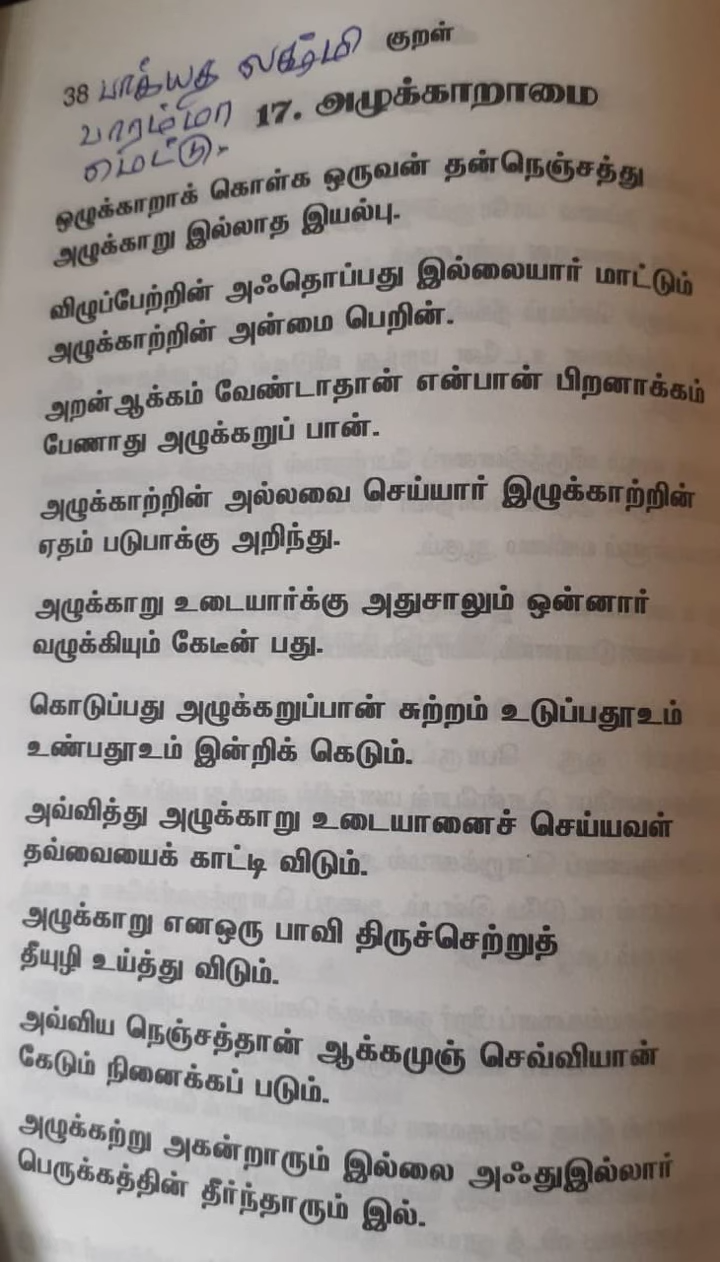 38 பாக்யத லக்ஷ்மி குறள்
பாரம்மா 17. அழுக்காறாமை
மெட்டு.
ஒழுக்காறாக் கொள்க ஒருவன் தன்நெஞ்சத்து
அழுக்காறு இல்லாத இயல்பு.
விழுப்பேற்றின் அஃதொப்பது இல்லையார் மாட்டும்
அழுக்காற்றின் அன்மை பெறின்.
அறன்ஆக்கம் வேண்டாதான் என்பான் பிறனாக்கம்
பேணாது அழுக்கறுப் பான்.
அழுக்காற்றின் அல்லவை செய்யார் இழுக்காற்றின்
ஏதம் படுபாக்கு அறிந்து.
அழுக்காறு உடையார்க்கு அதுசாலும் ஒன்னார்
வழுக்கியும் கேடீன் பது.
கொடுப்பது அழுக்கறுப்பான் சுற்றம் உடுப்பதூஉம்
உண்பதூஉம் இன்றிக் கெடும்.
அவ்வித்து அழுக்காறு உடையானைச் செய்யவள்
தவ்வையைக் காட்டி விடும்.
அழுக்காறு எனஒரு பாவி திருச்செற்றுத்
தீயுழி உய்த்து விடும்.
அவ்விய நெஞ்சத்தான் ஆக்கமுஞ் செவ்வியான்
கேடும் நினைக்கப் படும்.
அழுக்கற்று அகன்றாரும் இல்லை அஃதுஇல்லார்
பெருக்கத்தின் தீர்ந்தாரும் இல்.